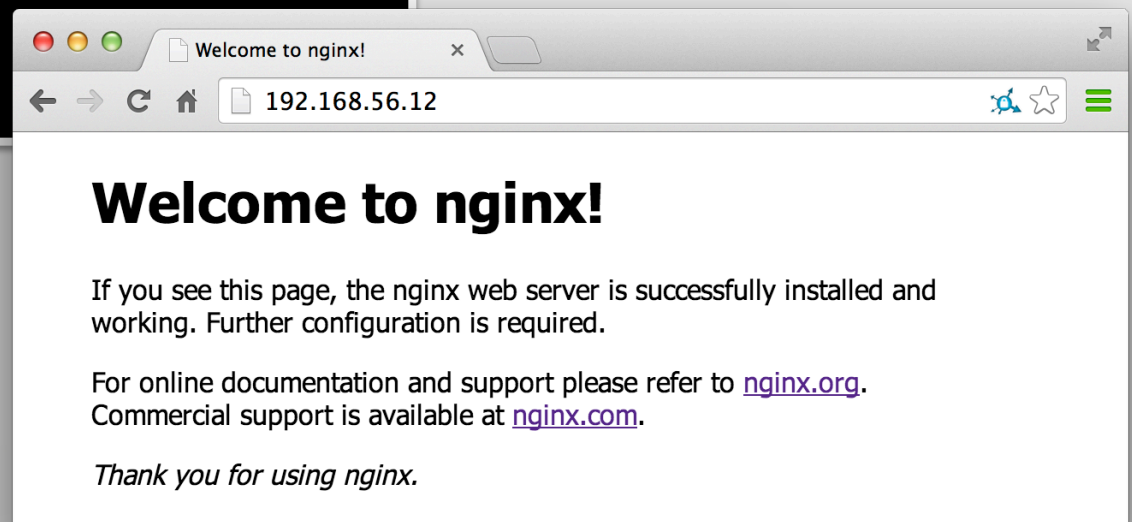 Welcome to nginx!
192.168.56.12
Welcome to nginx!
If you see this page, the nginx web server is successfully installed and
working. Further configuration is required.
For online documentation and support please refer to nginx.org.
Commercial support is available at nginx.com.
Thank you for using nginx.